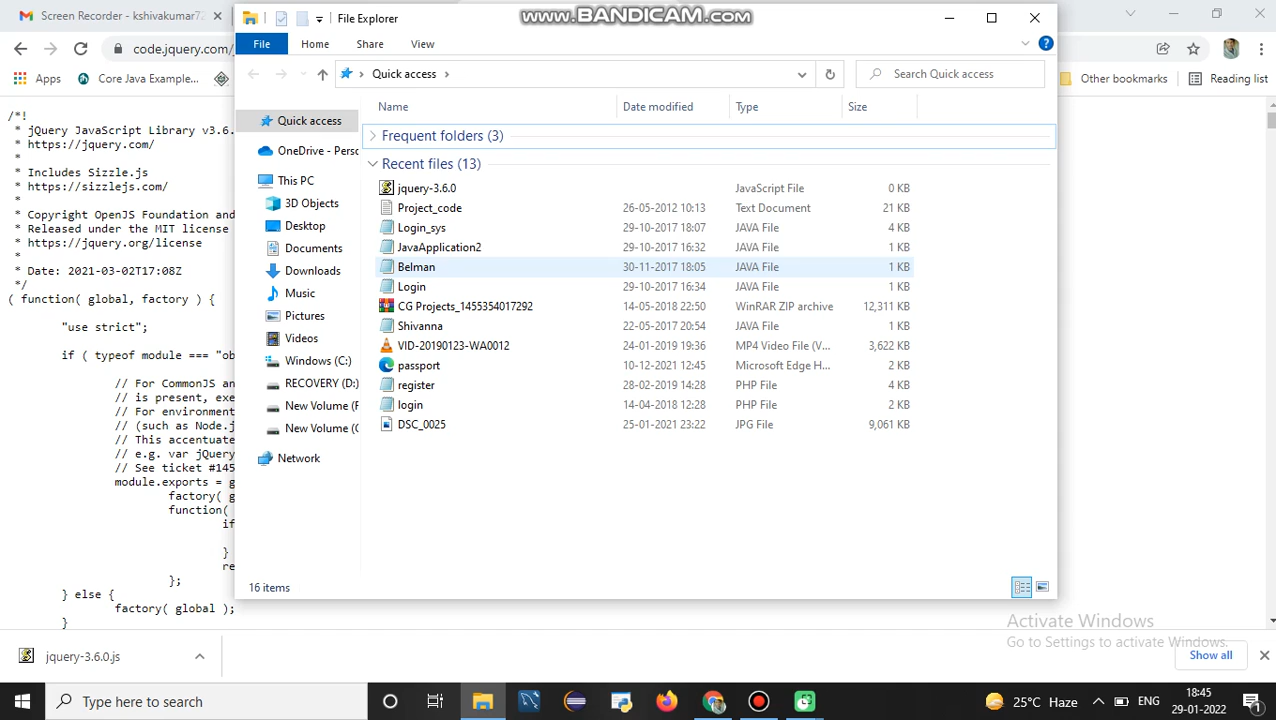 Screen Recorder - kshivakumar72
www.BANDICAM.com
File Explorer
code.jquery.com/
File
Home
Share
View
Quick access
Search Quick access
Apps
Core Java Example...
Other bookmarks
Reading list
Name
Date modified
Type
Size
Quick access
OneDrive - Perso
This PC
3D Objects
Desktop
Documents
Downloads
Music
Pictures
Videos
Windows (C:)
RECOVERY (D:)
New Volume (F
New Volume (G
Network
Frequent folders (3)
Recent files (13)
jquery-3.6.0 JavaScript File 0 KB
Project_code 26-05-2012 10:13 Text Document 21 KB
Login_sys 29-10-2017 18:07 JAVA File 4 KB
JavaApplication2 29-10-2017 16:32 JAVA File 1 KB
Belman 30-11-2017 18:05 JAVA File 1 KB
Login 29-10-2017 16:34 JAVA File 1 KB
CG Projects_1455354017292 14-05-2018 22:50 WinRAR ZIP archive 12,311 KB
Shivanna 22-05-2017 20:54 JAVA File 1 KB
VID-20190123-WA0012 24-01-2019 19:36 MP4 Video File (V... 3,622 KB
passport 10-12-2021 12:45 Microsoft Edge H... 2 KB
register 28-02-2019 14:28 PHP File 4 KB
login 14-04-2018 12:28 PHP File 2 KB
DSC_0025 25-01-2021 23:22 JPG File 9,061 KB
16 items
/*!
* jQuery JavaScript Library v3.6.
* https://jquery.com/
*
* Includes Sizzle.js
* https://sizzlejs.com/
*
* Copyright OpenJS Foundation and
* Released under the MIT license
* https://jquery.org/license
*
* Date: 2021-03-02T17:08Z
*/
( function( global, factory ) {
"use strict";
if ( typeof module === "ob
// For CommonJS an
// is present, exe
// For environment
// (such as Node.j
// This accentuate
// e.g. var jQuery
// See ticket #145
module.exports = g
factory( g
function(
if
}
re
};
} else {
factory( global );
}
Activate Windows
Go to Settings to activate Windows.
jquery-3.6.0.js
Show all
Type here to search
25°C Haze
ENG
18:45
29-01-2022
1